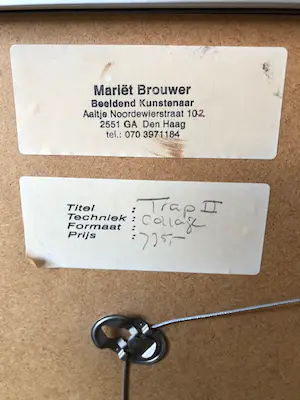 Mariët Brouwer
Beeldend Kunstenaar
Aaltje Noordewierstraat 102
2551 GA Den Haag
tel.: 070 3971184
Titel : Trap II
Techniek : Collage
Formaat :
Prijs :